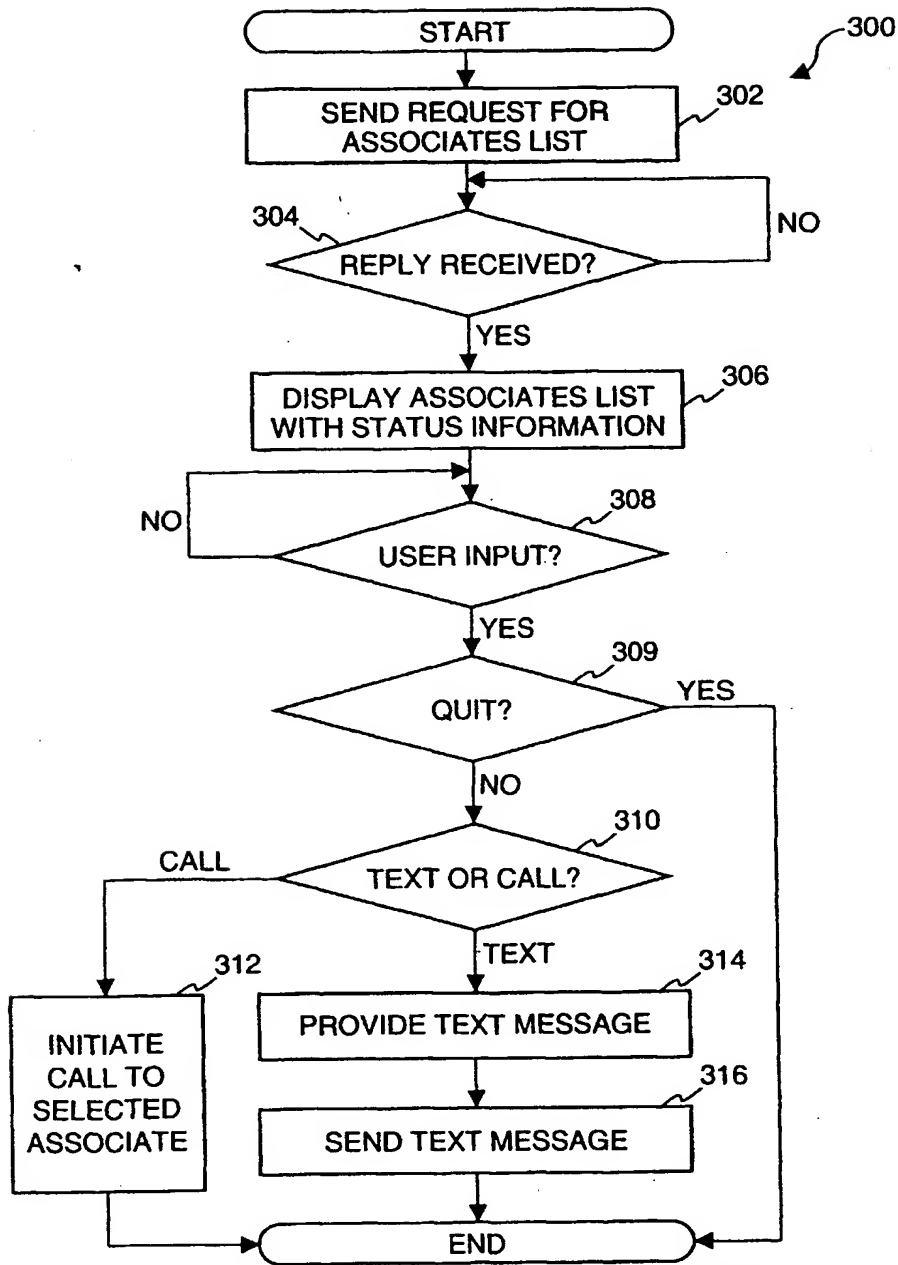 START
300
302
SEND REQUEST FOR
ASSOCIATES LIST
304
NO
REPLY RECEIVED?
YES
306
DISPLAY ASSOCIATES LIST
WITH STATUS INFORMATION
308
NO
USER INPUT?
YES
309
YES
QUIT?
NO
310
CALL
TEXT OR CALL?
TEXT
312
314
INITIATE
CALL TO
SELECTED
ASSOCIATE
PROVIDE TEXT MESSAGE
316
SEND TEXT MESSAGE
END